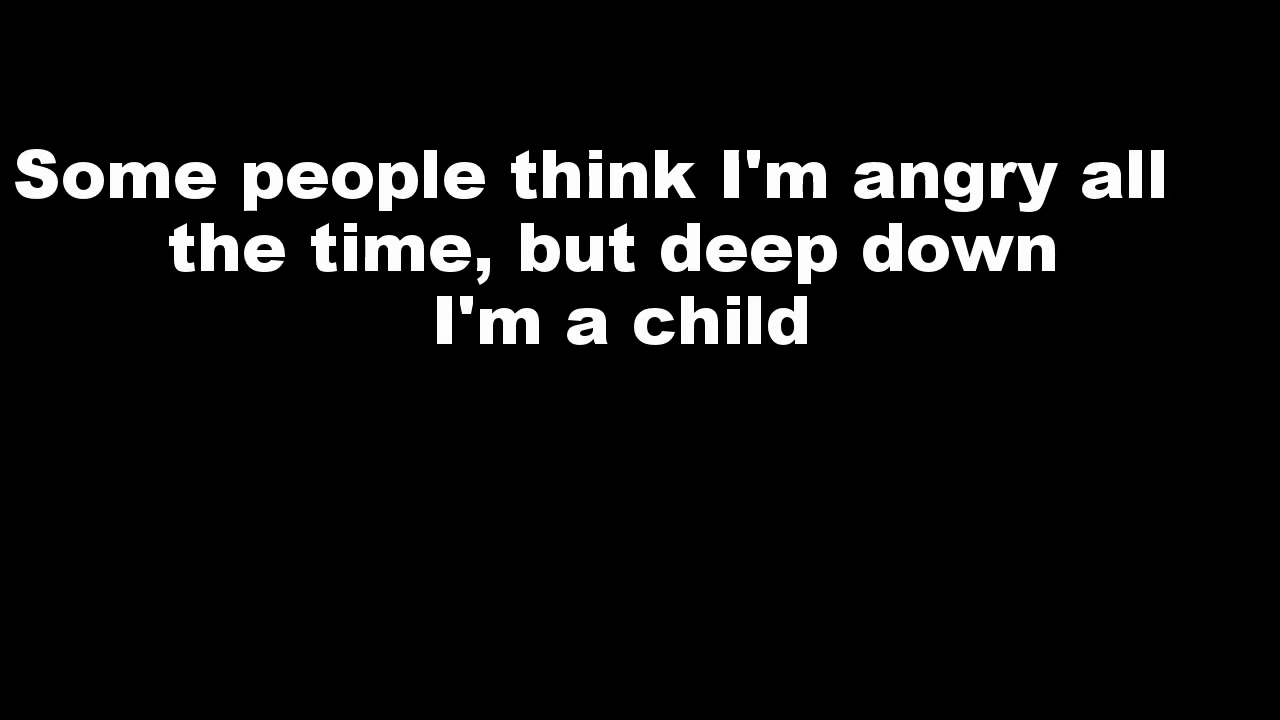 Some people think I'm angry all
the time, but deep down
I'm a child